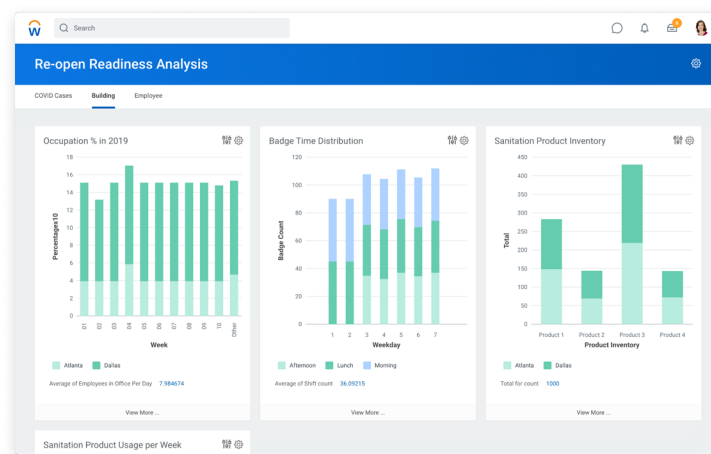 Search
3
Re-open Readiness Analysis
COVID Cases Building Employee
Occupation % in 2019
18
16
14
12
10
8
6
4
2
0
Percentagex10
01 02 03 04 05 06 07 08 09 10 Other
Week
Atlanta Dallas
Average of Employees in Office Per Day 7.984674
View More ...
Badge Time Distribution
120
100
80
60
40
20
0
Badge Count
1 2 3 4 5 6 7
Weekday
Afternoon Lunch Morning
Average of Shift count 36.09215
View More ...
Sanitation Product Inventory
450
400
350
300
250
200
150
100
50
0
Total
Product 1 Product 2 Product 3 Product 4
Product Inventory
Atlanta Dallas
Total for count 1000
View More ...
Sanitation Product Usage per Week